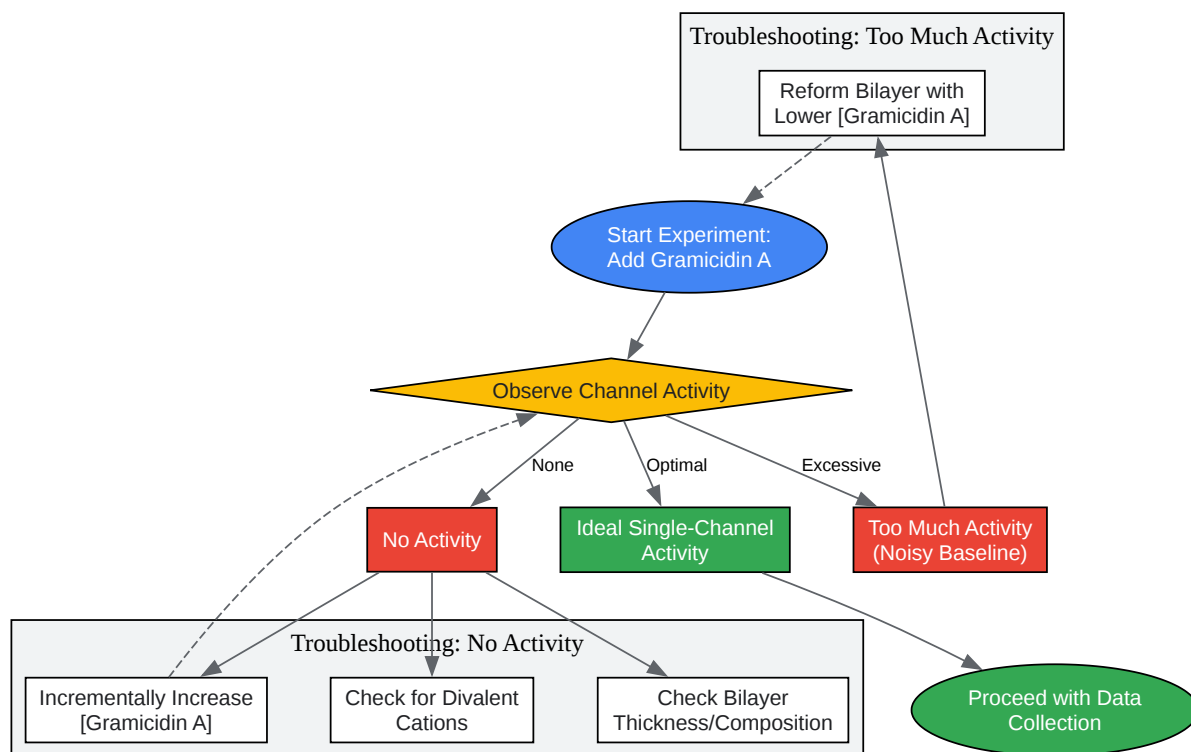 Troubleshooting: Too Much Activity
Reform Bilayer with
Lower [Gramicidin A]
Start Experiment:
Add Gramicidin A
Observe Channel Activity
None
Optimal
Excessive
No Activity
Ideal Single-Channel
Activity
Too Much Activity
(Noisy Baseline)
Troubleshooting: No Activity
Incrementally Increase
[Gramicidin A]
Check for Divalent
Cations
Check Bilayer
Thickness/Composition
Proceed with Data
Collection